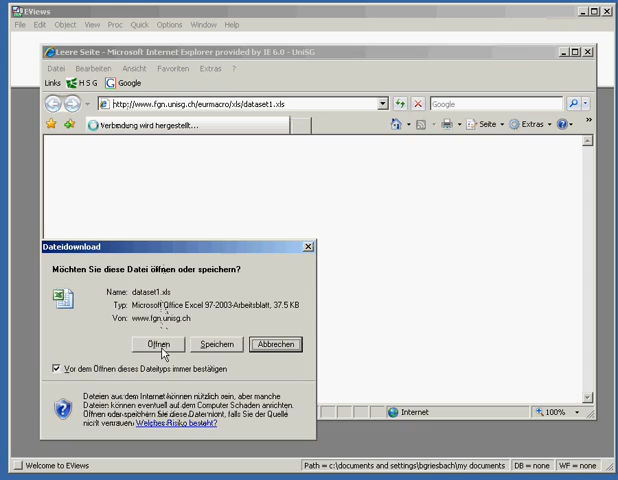 EViews
File Edit Object View Proc Quick Options Window Help
Leere Seite - Microsoft Internet Explorer provided by IE 6.0 - UniSG
Datei Bearbeiten Ansicht Favoriten Extras ?
Links H S G Google
http://www.fgn.unisg.ch/eurmacro/xls/dataset1.xls Google
Verbindung wird hergestellt... Seite Extras
Dateidownload
Möchten Sie diese Datei öffnen oder speichern?
Name: dataset1.xls
Typ: Microsoft Office Excel 97-2003-Arbeitsblatt, 37.5 KB
Von: www.fgn.unisg.ch
Öffnen Speichern Abbrechen
Vor dem Öffnen dieses Dateityps immer bestätigen
Dateien aus dem Internet können nützlich sein, aber manche
Dateien können eventuell auf dem Computer Schaden anrichten.
Öffnen oder speichern Sie diese Datei nicht, falls Sie der Quelle
nicht vertrauen. Welches Risiko besteht?
Internet 100%
Welcome to EViews Path = c:\documents and settings\bgriesbach\my documents DB = none WF = none